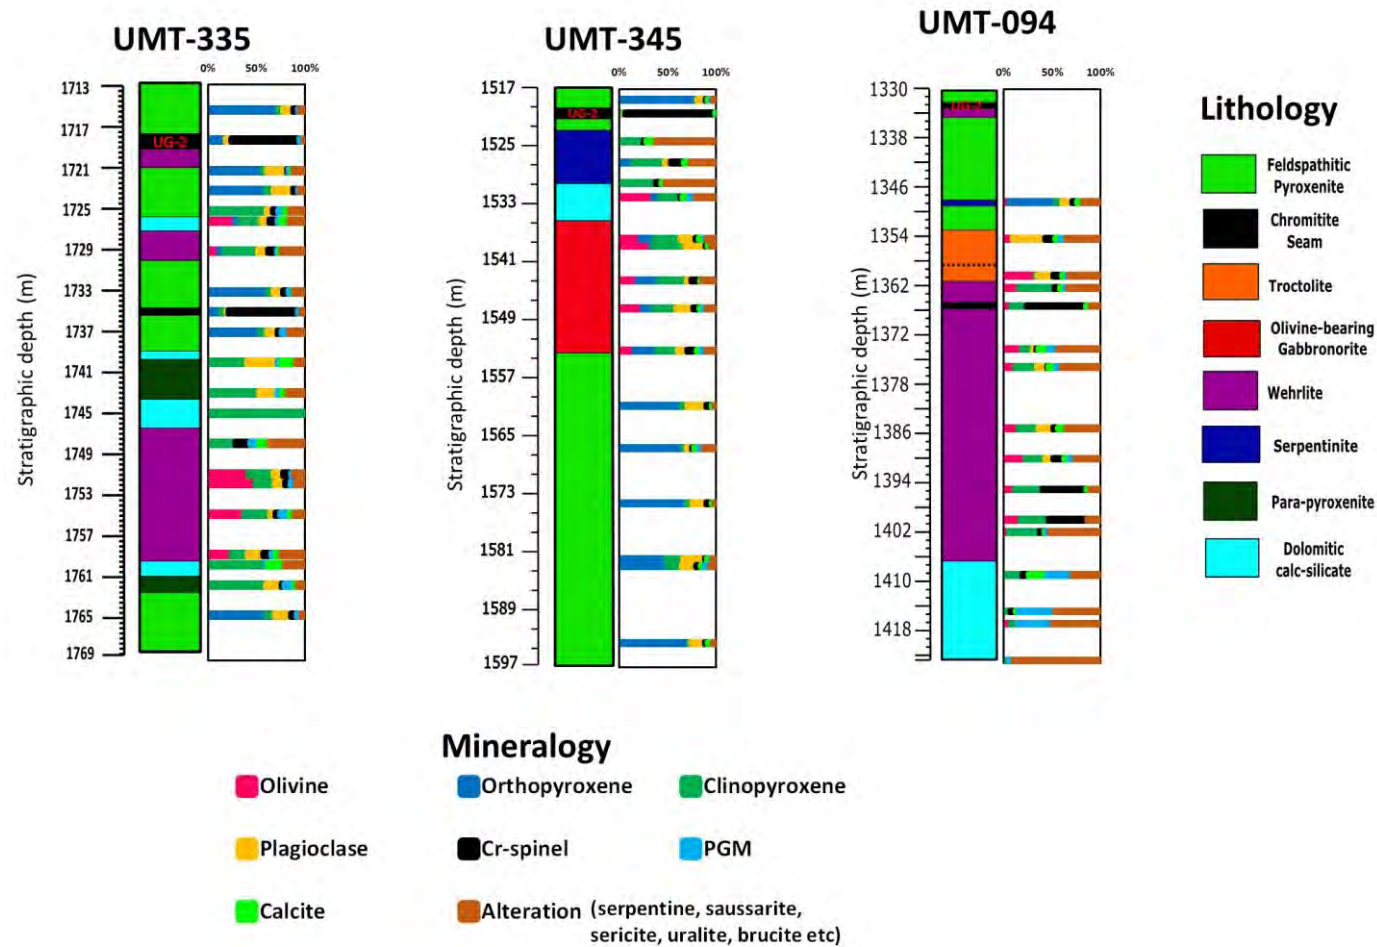 UMT-335
UMT-345
UMT-094
0% 50% 100%
0% 50% 100%
0% 50% 100%
Stratigraphic depth (m)
1713
1717
1721
1725
1729
1733
1737
1741
1745
1749
1753
1757
1761
1765
1769
UG-2
Stratigraphic depth (m)
1517
1525
1533
1541
1549
1557
1565
1573
1581
1589
1597
UG-2
Stratigraphic depth (m)
1330
1338
1346
1354
1362
1372
1378
1386
1394
1402
1410
1418
UG-2
Lithology
Feldspathitic
Pyroxenite
Chromitite
Seam
Troctolite
Olivine-bearing
Gabbronorite
Wehrlite
Serpentinite
Para-pyroxenite
Dolomitic
calc-silicate
Mineralogy
Olivine
Orthopyroxene
Clinopyroxene
Plagioclase
Cr-spinel
PGM
Calcite
Alteration (serpentine, saussarite,
sericite, uralite, brucite etc)